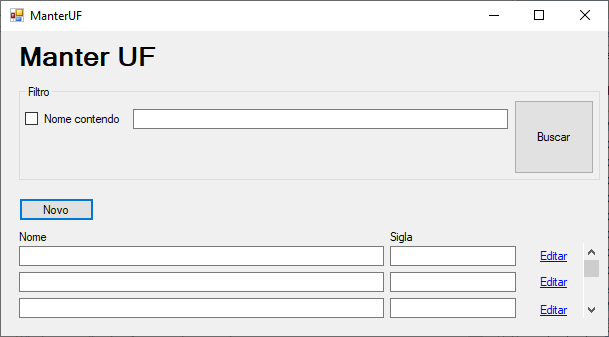 ManterUF
Manter UF
Filtro
Nome contendo
Buscar
Novo
Nome Sigla
Editar
Editar
Editar